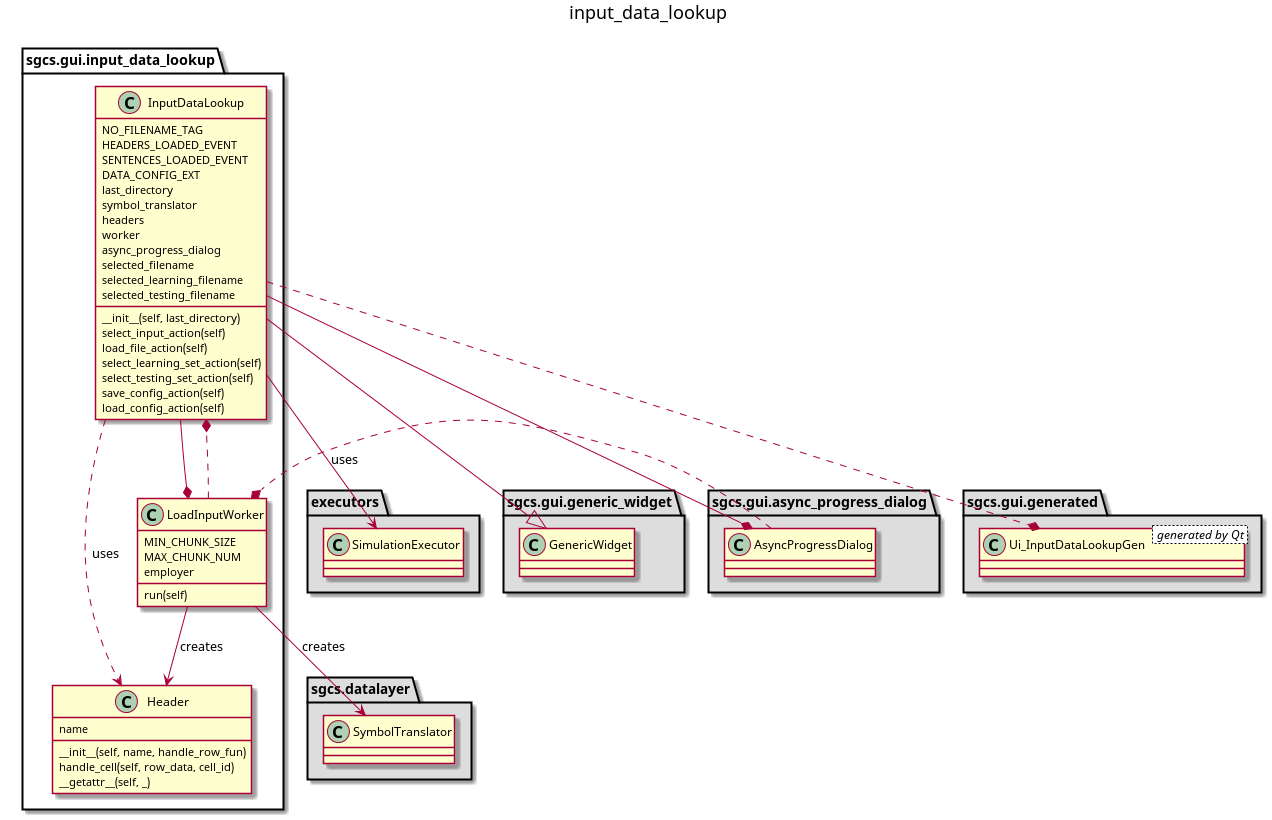 input_data_lookup
sgcs.gui.input_data_lookup
C InputDataLookup
NO_FILENAME_TAG
HEADERS_LOADED_EVENT
SENTENCES_LOADED_EVENT
DATA_CONFIG_EXT
last_directory
symbol_translator
headers
worker
async_progress_dialog
selected_filename
selected_learning_filename
selected_testing_filename
__init__(self, last_directory)
select_input_action(self)
load_file_action(self)
select_learning_set_action(self)
select_testing_set_action(self)
save_config_action(self)
load_config_action(self)
uses
executors
C SimulationExecutor
sgcs.gui.generic_widget
C GenericWidget
sgcs.gui.async_progress_dialog
C AsyncProgressDialog
sgcs.gui.generated
C Ui_InputDataLookupGen
generated by Qt
C LoadInputWorker
MIN_CHUNK_SIZE
MAX_CHUNK_NUM
employer
run(self)
uses
creates
creates
C Header
name
__init__(self, name, handle_row_fun)
handle_cell(self, row_data, cell_id)
__getattr__(self, _)
sgcs.datalayer
C SymbolTranslator